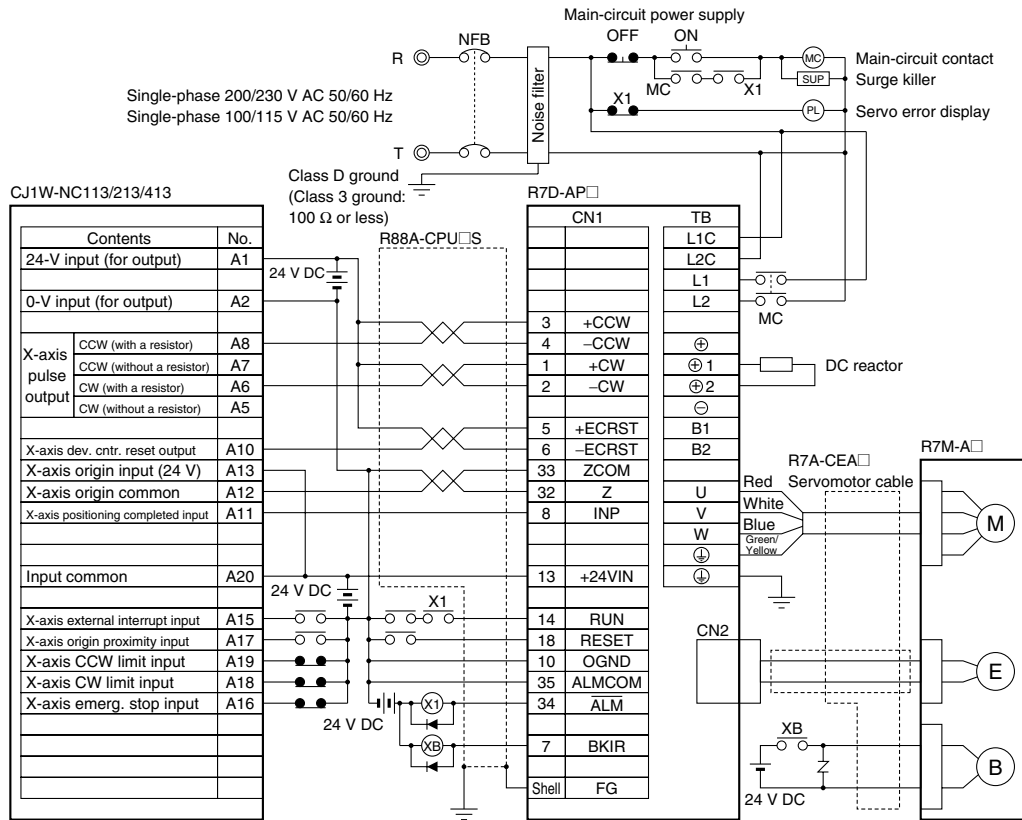 Main-circuit power supply
NFB OFF ON
R MC Main-circuit contact
SUP Surge killer
MC X1
Noise filter
Single-phase 200/230 V AC 50/60 Hz
Single-phase 100/115 V AC 50/60 Hz
X1 PL Servo error display
T
Class D ground
(Class 3 ground:
100 Ω or less)
CJ1W-NC113/213/413
R7D-AP□
R88A-CPU□S
Contents No.
24-V input (for output) A1
0-V input (for output) A2
X-axis pulse output
CCW (with a resistor) A8
CCW (without a resistor) A7
CW (with a resistor) A6
CW (without a resistor) A5
X-axis dev. cntr. reset output A10
X-axis origin input (24 V) A13
X-axis origin common A12
X-axis positioning completed input A11
Input common A20
X-axis external interrupt input A15
X-axis origin proximity input A17
X-axis CCW limit input A19
X-axis CW limit input A18
X-axis emerg. stop input A16
24 V DC
24 V DC
X1
24 V DC
X1
XB
CN1
3 +CCW
4 −CCW
1 +CW
2 −CW
5 +ECRST
6 −ECRST
33 ZCOM
32 Z
8 INP
13 +24VIN
14 RUN
18 RESET
10 OGND
35 ALMCOM
34 A̅L̅M̅
7 BKIR
Shell FG
TB
L1C
L2C
L1
L2
⊕
⊕ 1
⊕ 2
⊖
B1
B2
U
V
W
MC
DC reactor
R7A-CEA□
Servomotor cable
R7M-A□
Red
White
Blue
Green/
Yellow
M
CN2
E
XB
24 V DC
B